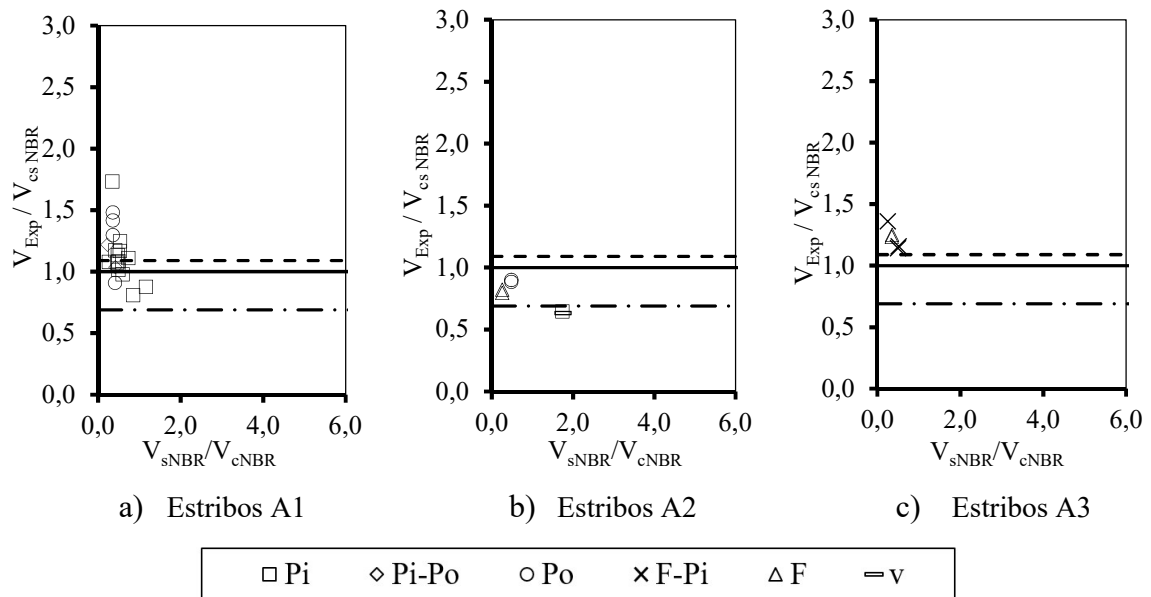 3,0
2,5
2,0
1,5
1,0
0,5
0,0
V_Exp / V_cs NBR
0,0 2,0 4,0 6,0
V_sNBR/V_cNBR
a) Estribos A1
3,0
2,5
2,0
1,5
1,0
0,5
0,0
V_Exp / V_cs NBR
0,0 2,0 4,0 6,0
V_sNBR/V_cNBR
b) Estribos A2
3,0
2,5
2,0
1,5
1,0
0,5
0,0
V_Exp / V_cs NBR
0,0 2,0 4,0 6,0
V_sNBR/V_cNBR
c) Estribos A3
Pi Pi-Po Po F-Pi F v